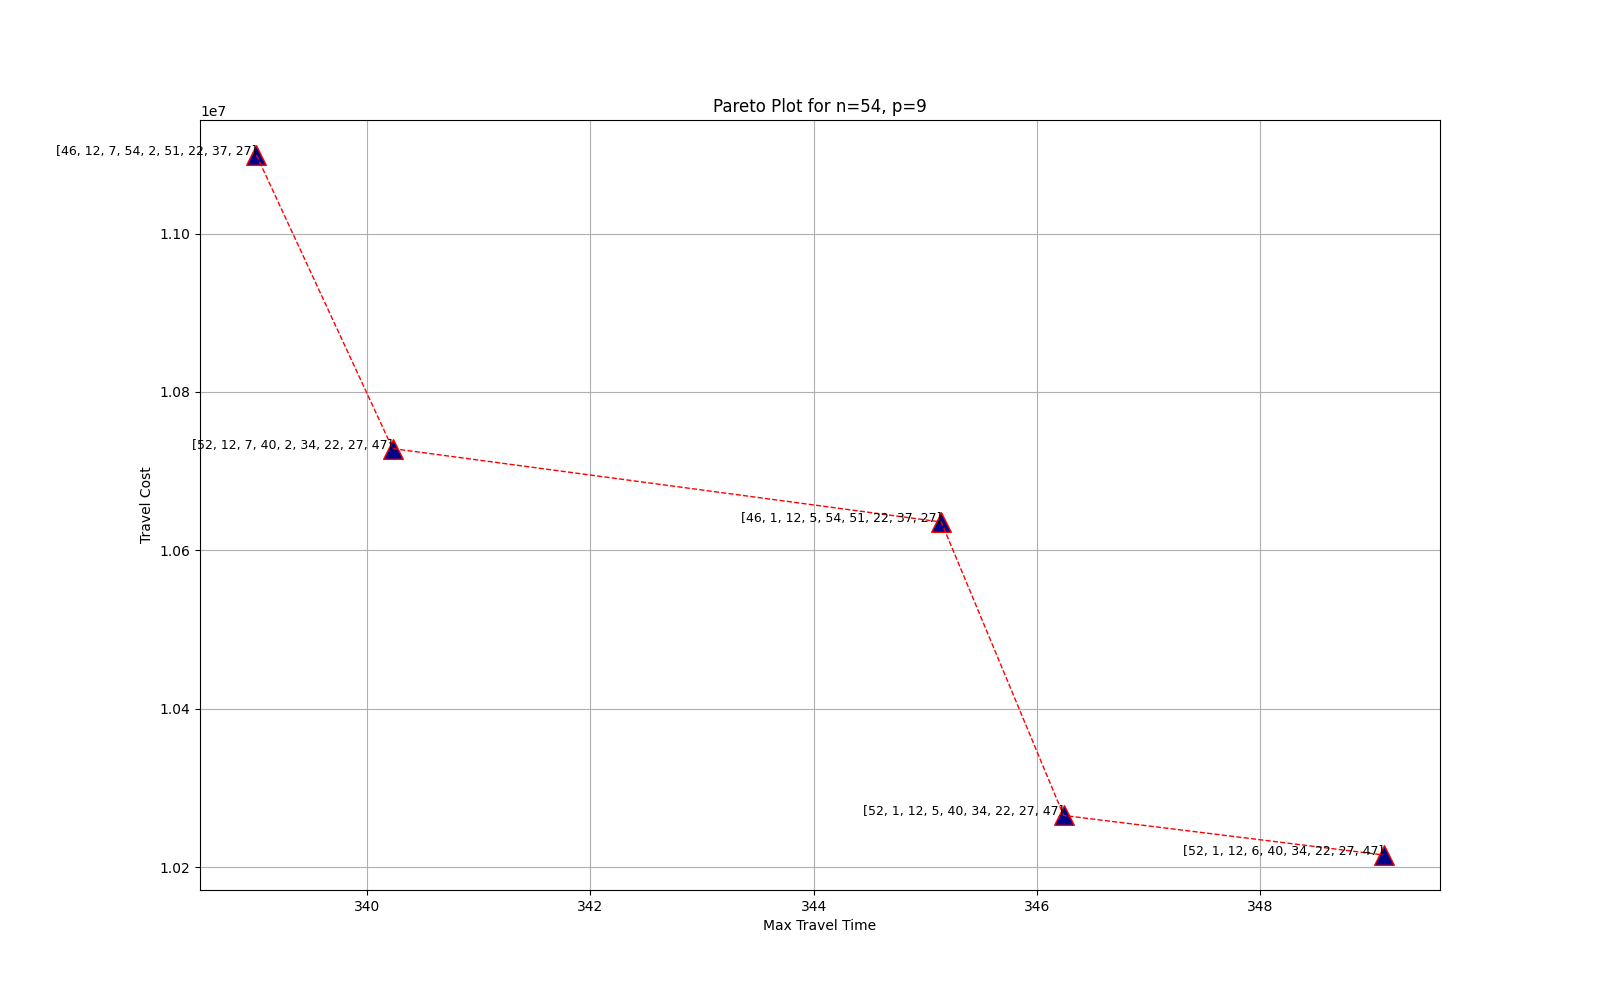 Pareto Plot for n=54, p=9
1e7
[46, 12, 7, 54, 2, 51, 22, 37, 27]
1.10
1.08
[52, 12, 7, 40, 2, 34, 22, 27, 47]
Travel Cost
[46, 1, 12, 5, 54, 51, 22, 37, 27]
1.06
1.04
[52, 1, 12, 5, 40, 34, 22, 27, 47]
[52, 1, 12, 6, 40, 34, 22, 27, 47]
1.02
340 342 344 346 348
Max Travel Time